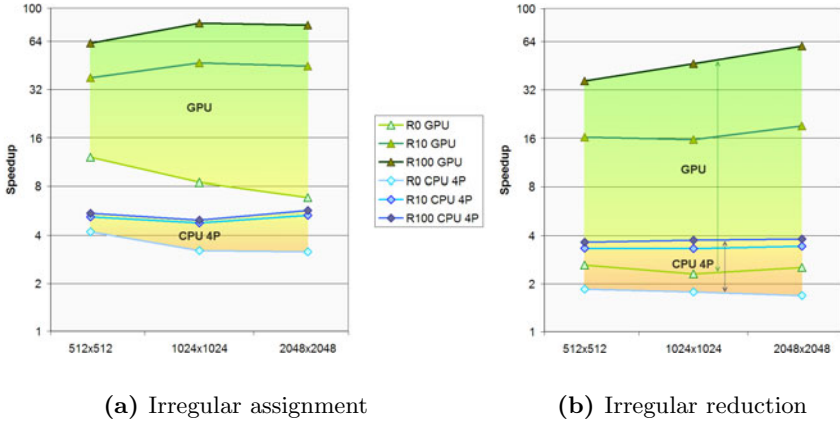 100
64
32
16
8
4
2
1
Speedup
GPU
CPU 4P
512x512
1024x1024
2048x2048
R0 GPU
R10 GPU
R100 GPU
R0 CPU 4P
R10 CPU 4P
R100 CPU 4P
100
64
32
16
8
4
2
1
Speedup
GPU
CPU 4P
512x512
1024x1024
2048x2048
(a) Irregular assignment
(b) Irregular reduction